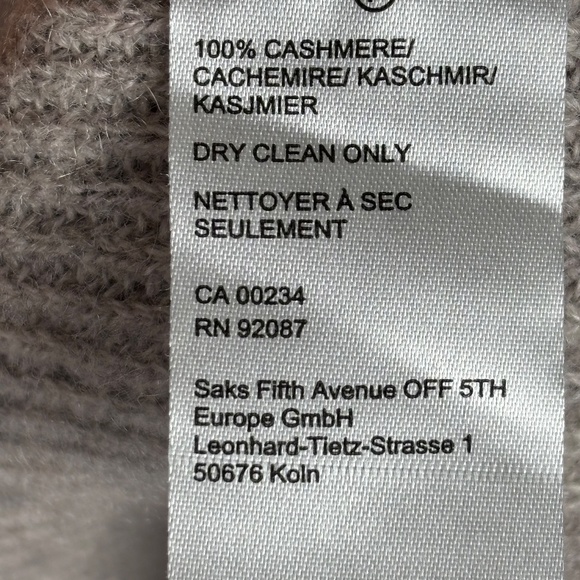 100% CASHMERE/
CACHEMIRE/ KASCHMIR/
KASJMIER
DRY CLEAN ONLY
NETTOYER À SEC
SEULEMENT
CA 00234
RN 92087
Saks Fifth Avenue OFF 5TH
Europe GmbH
Leonhard-Tietz-Strasse 1
50676 Koln